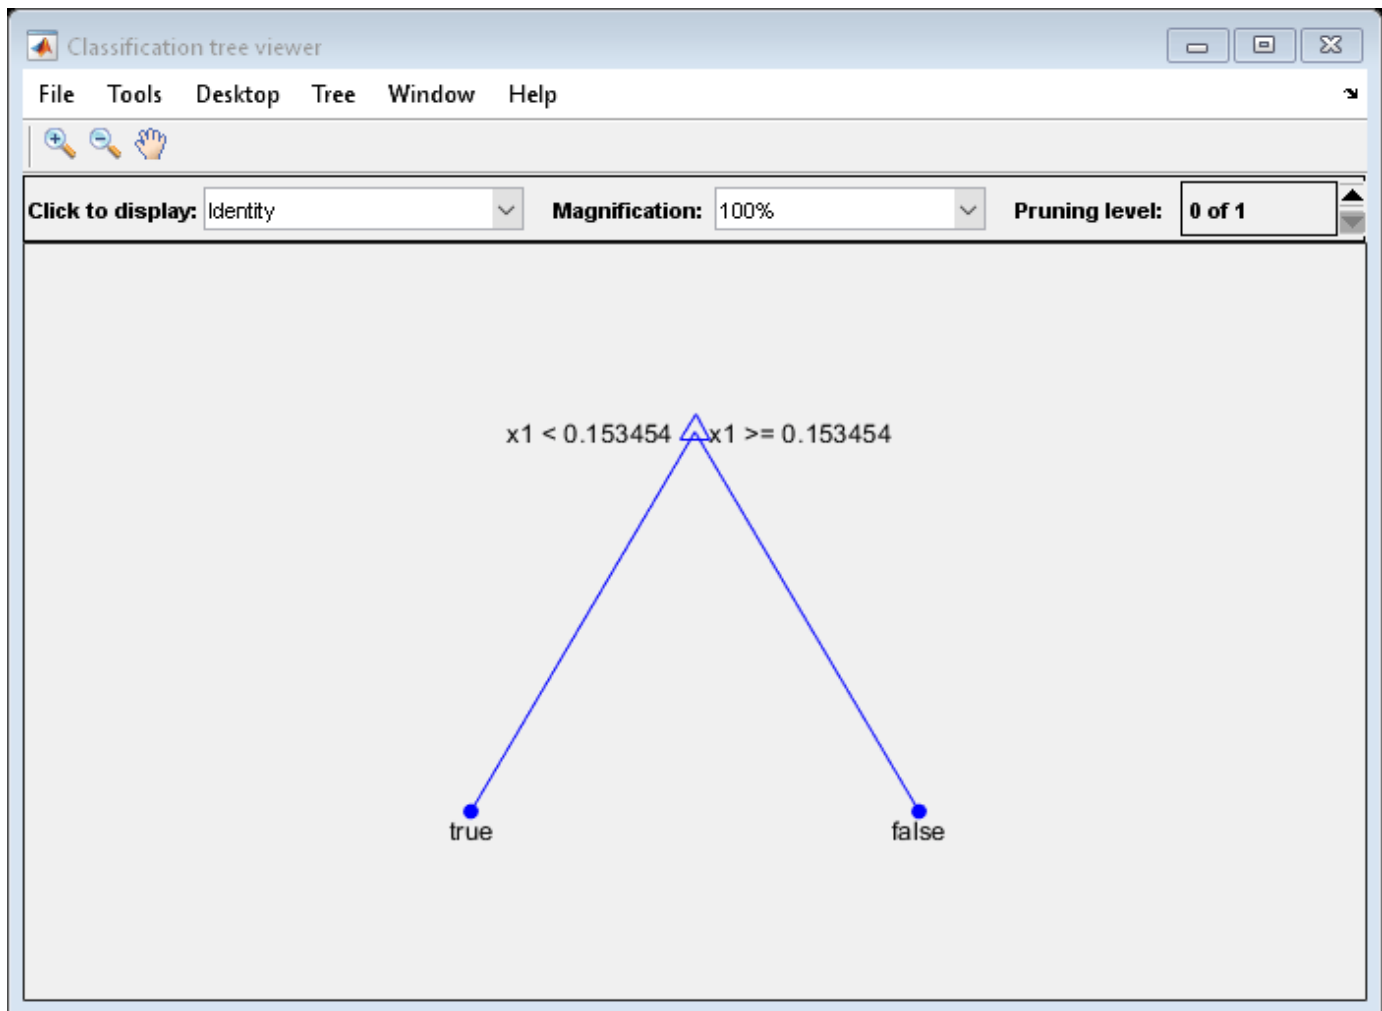 Classification tree viewer
File Tools Desktop Tree Window Help
Click to display: Identity Magnification: 100% Pruning level: 0 of 1
x1 < 0.153454 x1 >= 0.153454
true false